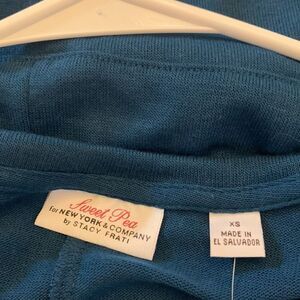 Sweet Pea
for NEW YORK & COMPANY
by STACY FRATI
XS
MADE IN
EL SALVADOR